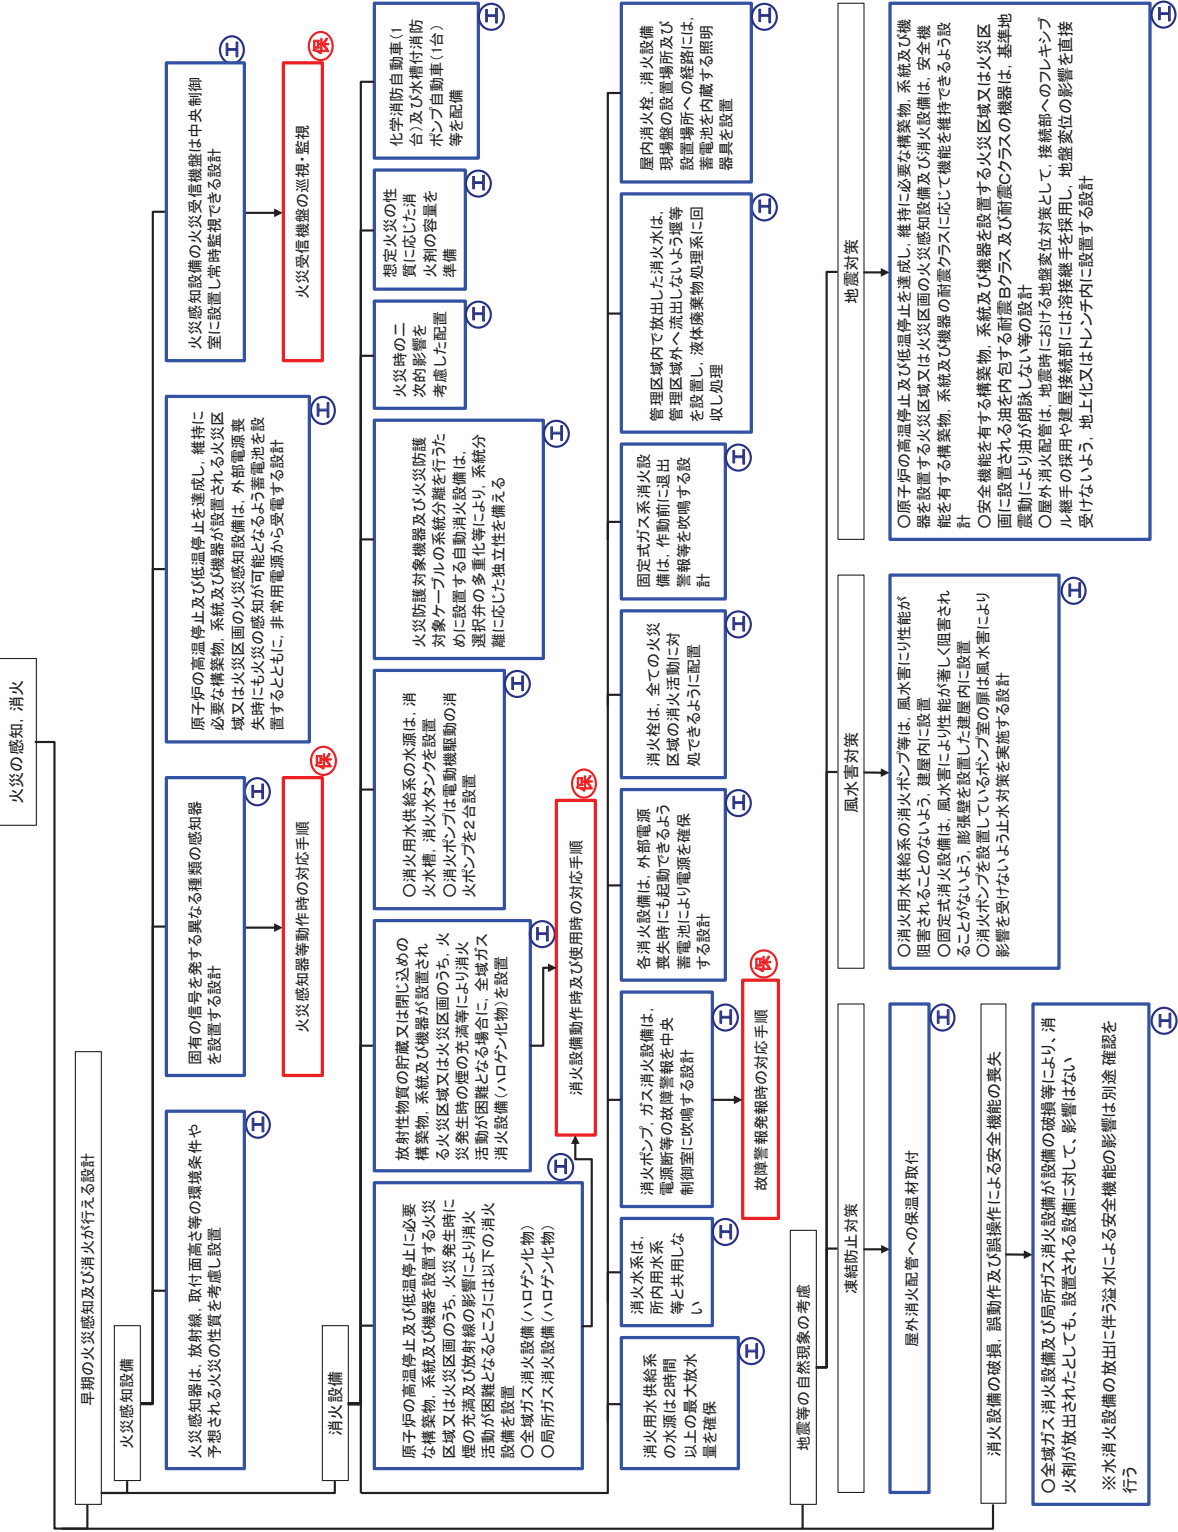 火災の感知，消火
早期の火災感知及び消火が行える設計
火災感知設備
火災感知器は，放射線，取付面高さ等の環境条件や
予想される火災の性質を考慮し設置
工
固有の信号を発する異なる種類の感知器
を設置する設計
工
火災感知器等動作時の対応手順
保
原子炉の高温停止及び低温停止を達成し，維持に
必要な構築物，系統及び機器が設置される火災区
域又は火災区画の火災感知設備は，外部電源喪
失時にも火災の感知が可能となるよう蓄電池を設
置するとともに，非常用電源から受電する設計
工
火災感知設備の火災受信機盤は中央制御
室に設置し常時監視できる設計
工
火災受信機盤の巡視・監視
保
消火設備
原子炉の高温停止及び低温停止に必要
な構築物，系統及び機器を設置する火災
区域又は火災区画のうち，火災発生時に
煙の充満及び放射線の影響により消火
活動が困難となるところには以下の消火
設備を設置
○全域ガス消火設備（ハロゲン化物）
○局所ガス消火設備（ハロゲン化物）
工
放射性物質の貯蔵又は閉じ込めの
構築物，系統及び機器が設置され
る火災区域又は火災区画のうち，火
災発生時の煙の充満等により消火
活動が困難となる場合に，全域ガス
消火設備（ハロゲン化物）を設置
工
消火設備動作時及び使用時の対応手順
保
○消火用水供給系の水源は，消
火水槽，消火水タンクを設置
○消火ポンプは電動機駆動の消
火ポンプを２台設置
工
火災防護対象機器及び火災防護
対象ケーブルの系統分離を行うた
めに設置する自動消火設備は，
選択弁の多重化等により，系統分
離に応じた独立性を備える
工
火災時の二
次的影響を
考慮した配置
工
想定火災の性
質に応じた消
火剤の容量を
準備
工
化学消防自動車（1
台）及び水槽付消防
ポンプ自動車（1台）
等を配備
工
消火用水供給系
の水源は2時間
以上の最大放水
量を確保
工
消火水系は，
所内用水系
等と共用しな
い
工
消火ポンプ，ガス消火設備は，
電源断等の故障警報を中央
制御室に吹鳴する設計
工
故障警報発報時の対応手順
保
各消火設備は，外部電源
喪失時にも起動できるよう
蓄電池により電源を確保
する設計
工
消火栓は，全ての火災
区域の消火活動に対
処できるように配置
工
固定式ガス系消火設
備は，作動前に退出
警報等を吹鳴する設
計
工
管理区域内で放出した消火水は，
管理区域外へ流出しないよう堰等
を設置し，液体廃棄物処理系に回
収し処理
工
屋内消火栓，消火設備
現場盤の設置場所及び
設置場所への経路には，
蓄電池を内蔵する照明
器具を設置
工
地震等の自然現象の考慮
凍結防止対策
屋外消火配管への保温材取付
工
風水害対策
○消火用水供給系の消火ポンプ等は，風水害にり性能が
阻害されることのないよう，建屋内に設置
○固定式消火設備は，風水害により性能が著しく阻害され
ることがないよう，膨張壁を設置した建屋内に設置
○消火ポンプを設置しているポンプ室の扉は風水害により
影響を受けないよう止水対策を実施する設計
工
地震対策
○原子炉の高温停止及び低温停止を達成し，維持に必要な構築物，系統及び機
器を設置する火災区域又は火災区画の火災感知設備及び消火設備は，安全機
能を有する構築物，系統及び機器の耐震クラスに応じて機能を維持できるよう設
計
○安全機能を有する構築物，系統及び機器を設置する火災区域又は火災区
画に設置される油を内包する耐震Bクラス及び耐震Cクラスの機器は，基準地
震動により油が朗詠しない等の設計
○屋外消火配管は，地震時における地盤変位対策として，接続部へのフレキシブ
ル継手の採用や建屋接続部には溶接継手を採用し，地盤変位の影響を直接
受けないよう，地上化又はトレンチ内に設置する設計
工
消火設備の破損，誤動作及び誤操作による安全機能の喪失
○全域ガス消火設備及び局所ガス消火設備が設備の破損等により、消
火剤が放出されたとしても、設置される設備に対して、影響はない
※水消火設備の放出に伴う溢水による安全機能の影響は別途確認を
行う
工